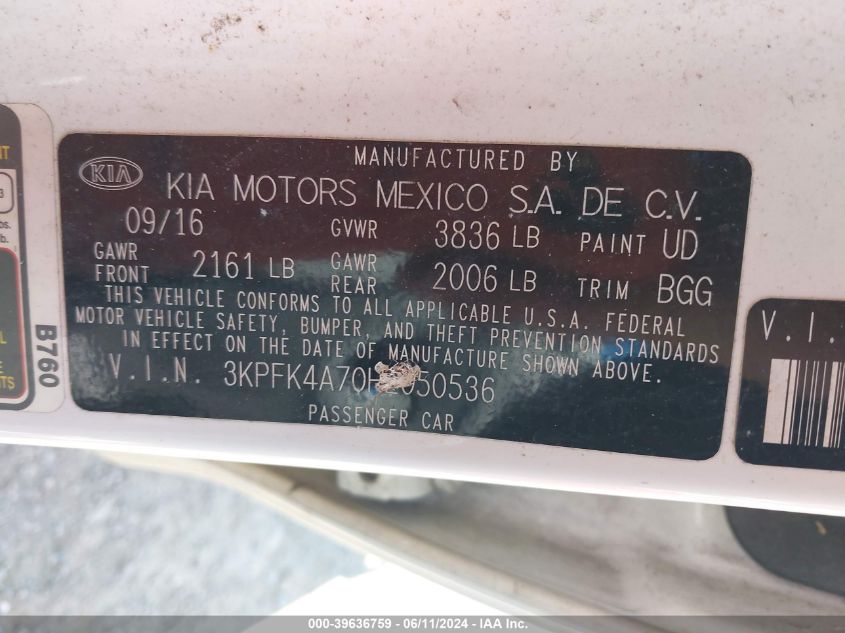 MANUFACTURED BY
KIA
KIA MOTORS MEXICO S.A. DE C.V.
09/16 GVWR 3836 LB PAINT UD
GAWR FRONT 2161 LB GAWR REAR 2006 LB TRIM BGG
THIS VEHICLE CONFORMS TO ALL APPLICABLE U.S.A. FEDERAL
MOTOR VEHICLE SAFETY, BUMPER, AND THEFT PREVENTION STANDARDS
IN EFFECT ON THE DATE OF MANUFACTURE SHOWN ABOVE.
V.I.N. 3KPFK4A70H 050536
PASSENGER CAR
B760
V.I.
000-39636759 - 06/11/2024 - IAA Inc.